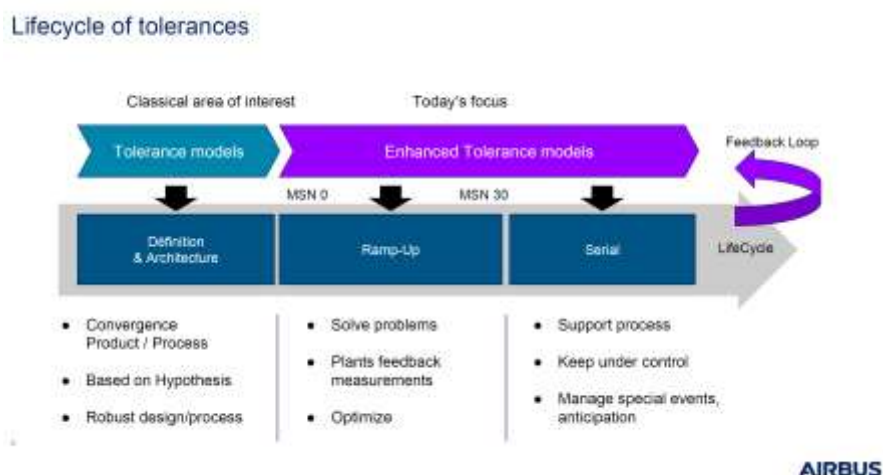 Lifecycle of tolerances
Classical area of interest
Today's focus
Tolerance models
Enhanced Tolerance models
Feedback Loop
MSN 0
MSN 30
Définition
& Architecture
Ramp-Up
Serial
LifeCycle
● Convergence
Product / Process
● Based on Hypothesis
● Robust design/process
● Solve problems
● Plants feedback
measurements
● Optimize
● Support process
● Keep under control
● Manage special events,
anticipation
AIRBUS